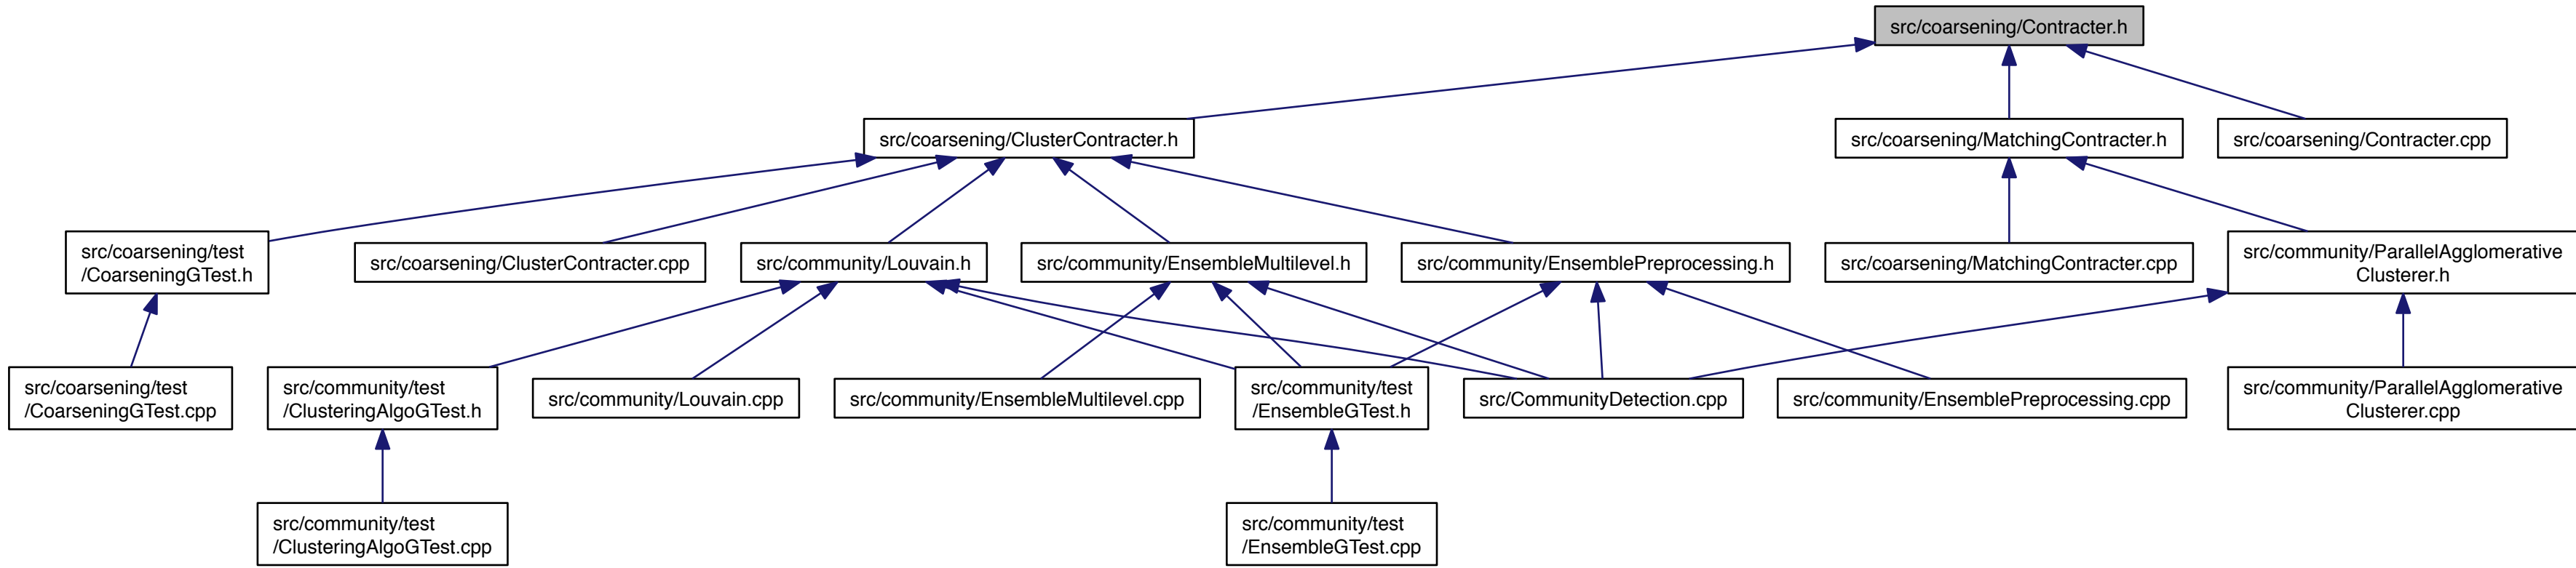 src/coarsening/Contracter.h
src/coarsening/ClusterContracter.h
src/coarsening/MatchingContracter.h
src/coarsening/Contracter.cpp
src/coarsening/test
/CoarseningGTest.h
src/coarsening/ClusterContracter.cpp
src/community/Louvain.h
src/community/EnsembleMultilevel.h
src/community/EnsemblePreprocessing.h
src/coarsening/MatchingContracter.cpp
src/community/ParallelAgglomerative
Clusterer.h
src/coarsening/test
/CoarseningGTest.cpp
src/community/test
/ClusteringAlgoGTest.h
src/community/Louvain.cpp
src/community/EnsembleMultilevel.cpp
src/community/test
/EnsembleGTest.h
src/CommunityDetection.cpp
src/community/EnsemblePreprocessing.cpp
src/community/ParallelAgglomerative
Clusterer.cpp
src/community/test
/ClusteringAlgoGTest.cpp
src/community/test
/EnsembleGTest.cpp